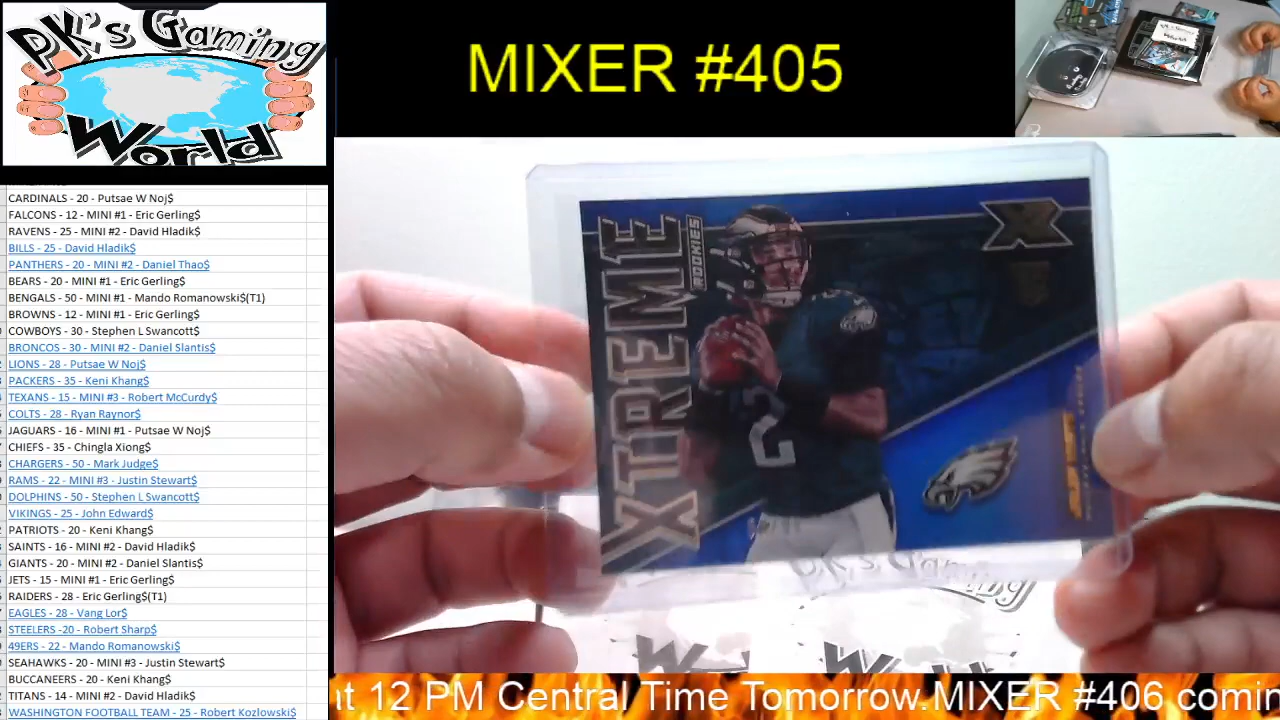 PK's Gaming
World
MIXER #405
CARDINALS - 20 - Putsae W Noj$
FALCONS - 12 - MINI #1 - Eric Gerling$
RAVENS - 25 - MINI #2 - David Hladik$
BILLS - 25 - David Hladik$
PANTHERS - 20 - MINI #2 - Daniel Thao$
BEARS - 20 - MINI #1 - Eric Gerling$
BENGALS - 50 - MINI #1 - Mando Romanowski$(T1)
BROWNS - 12 - MINI #1 - Eric Gerling$
COWBOYS - 30 - Stephen L Swancott$
BRONCOS - 30 - MINI #2 - Daniel Slantis$
LIONS - 28 - Putsae W Noj$
PACKERS - 35 - Keni Khang$
TEXANS - 15 - MINI #3 - Robert McCurdy$
COLTS - 28 - Ryan Raynor$
JAGUARS - 16 - MINI #1 - Putsae W Noj$
CHIEFS - 35 - Chingla Xiong$
CHARGERS - 50 - Mark Judge$
RAMS - 22 - MINI #3 - Justin Stewart$
DOLPHINS - 50 - Stephen L Swancott$
VIKINGS - 25 - John Edward$
PATRIOTS - 20 - Keni Khang$
SAINTS - 16 - MINI #2 - David Hladik$
GIANTS - 20 - MINI #2 - Daniel Slantis$
JETS - 15 - MINI #1 - Eric Gerling$
RAIDERS - 28 - Eric Gerling$(T1)
EAGLES - 28 - Vang Lor$
STEELERS -20 - Robert Sharp$
49ERS - 22 - Mando Romanowski$
SEAHAWKS - 20 - MINI #3 - Justin Stewart$
BUCCANEERS - 20 - Keni Khang$
TITANS - 14 - MINI #2 - David Hladik$
WASHINGTON FOOTBALL TEAM - 25 - Robert Kozlowski$
XTREME
ROOKIES
X
2
PK's Gaming
World
at 12 PM Central Time Tomorrow.MIXER #406 comin